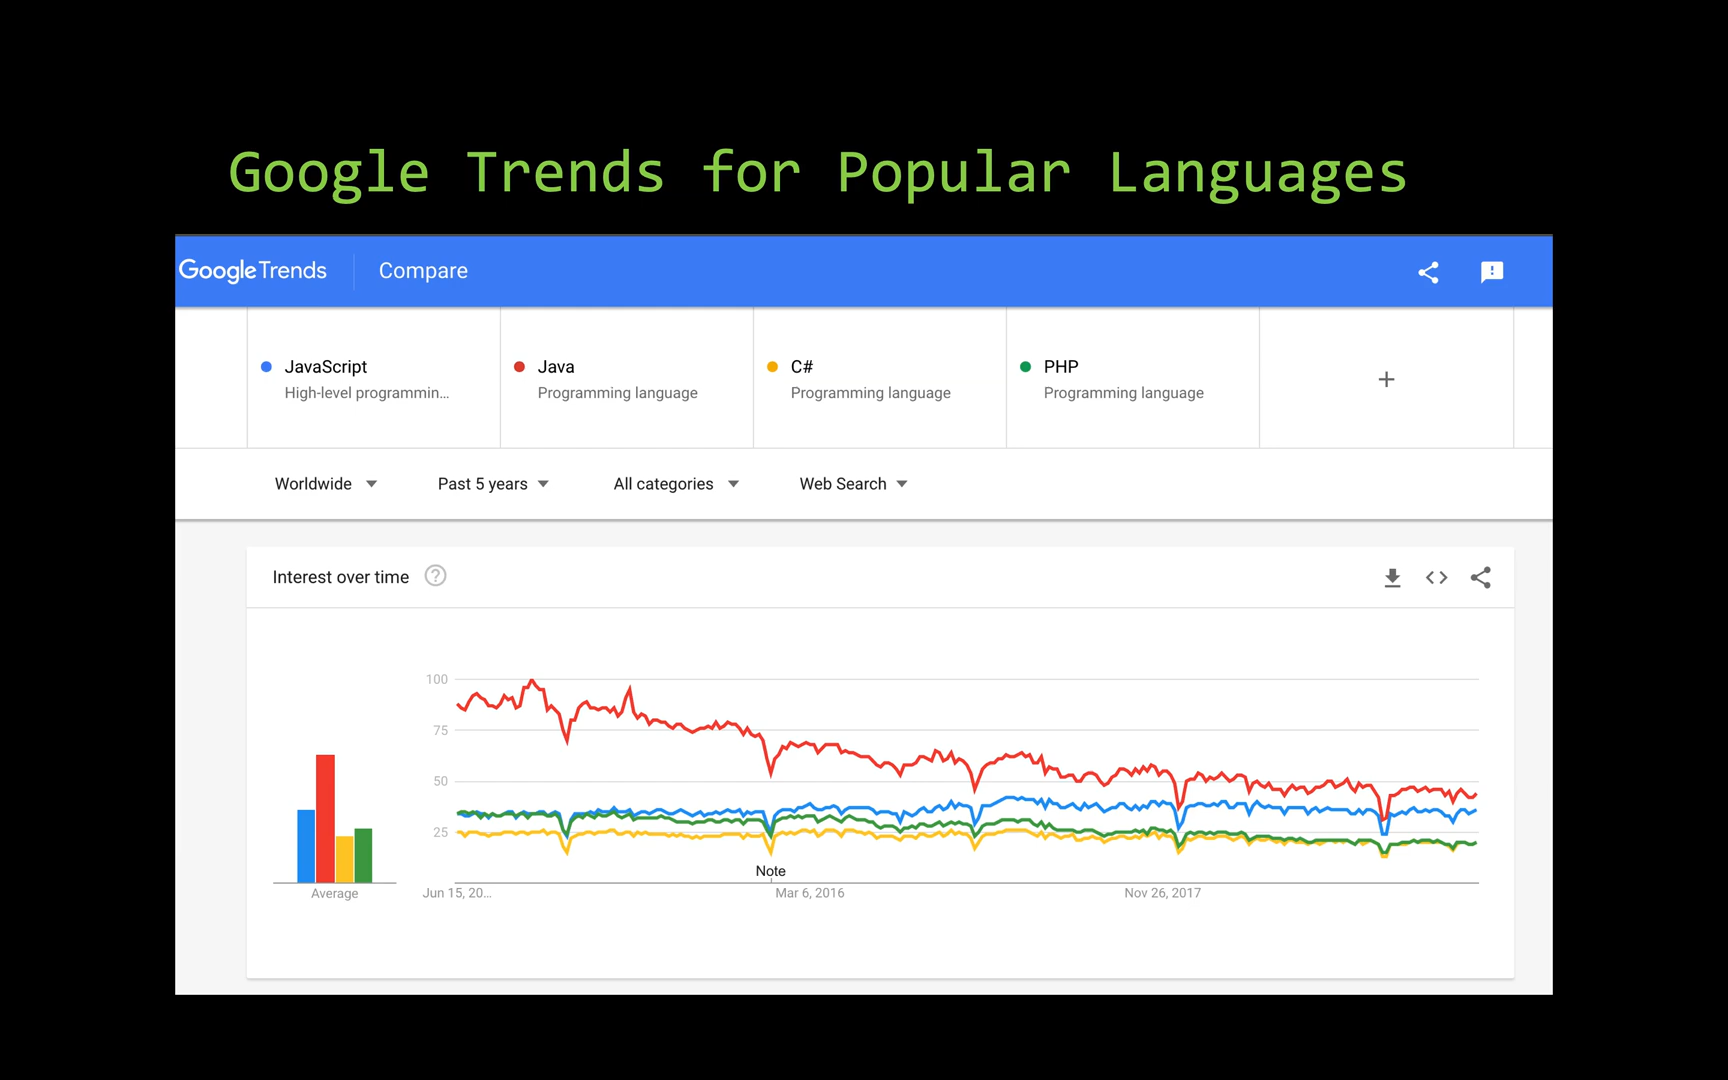 Google Trends for Popular Languages
GoogleTrends Compare
JavaScript
High-level programmin...
Java
Programming language
C#
Programming language
PHP
Programming language
+
Worldwide Past 5 years All categories Web Search
Interest over time ?
100
75
50
25
Note
Average
Jun 15, 20... Mar 6, 2016 Nov 26, 2017